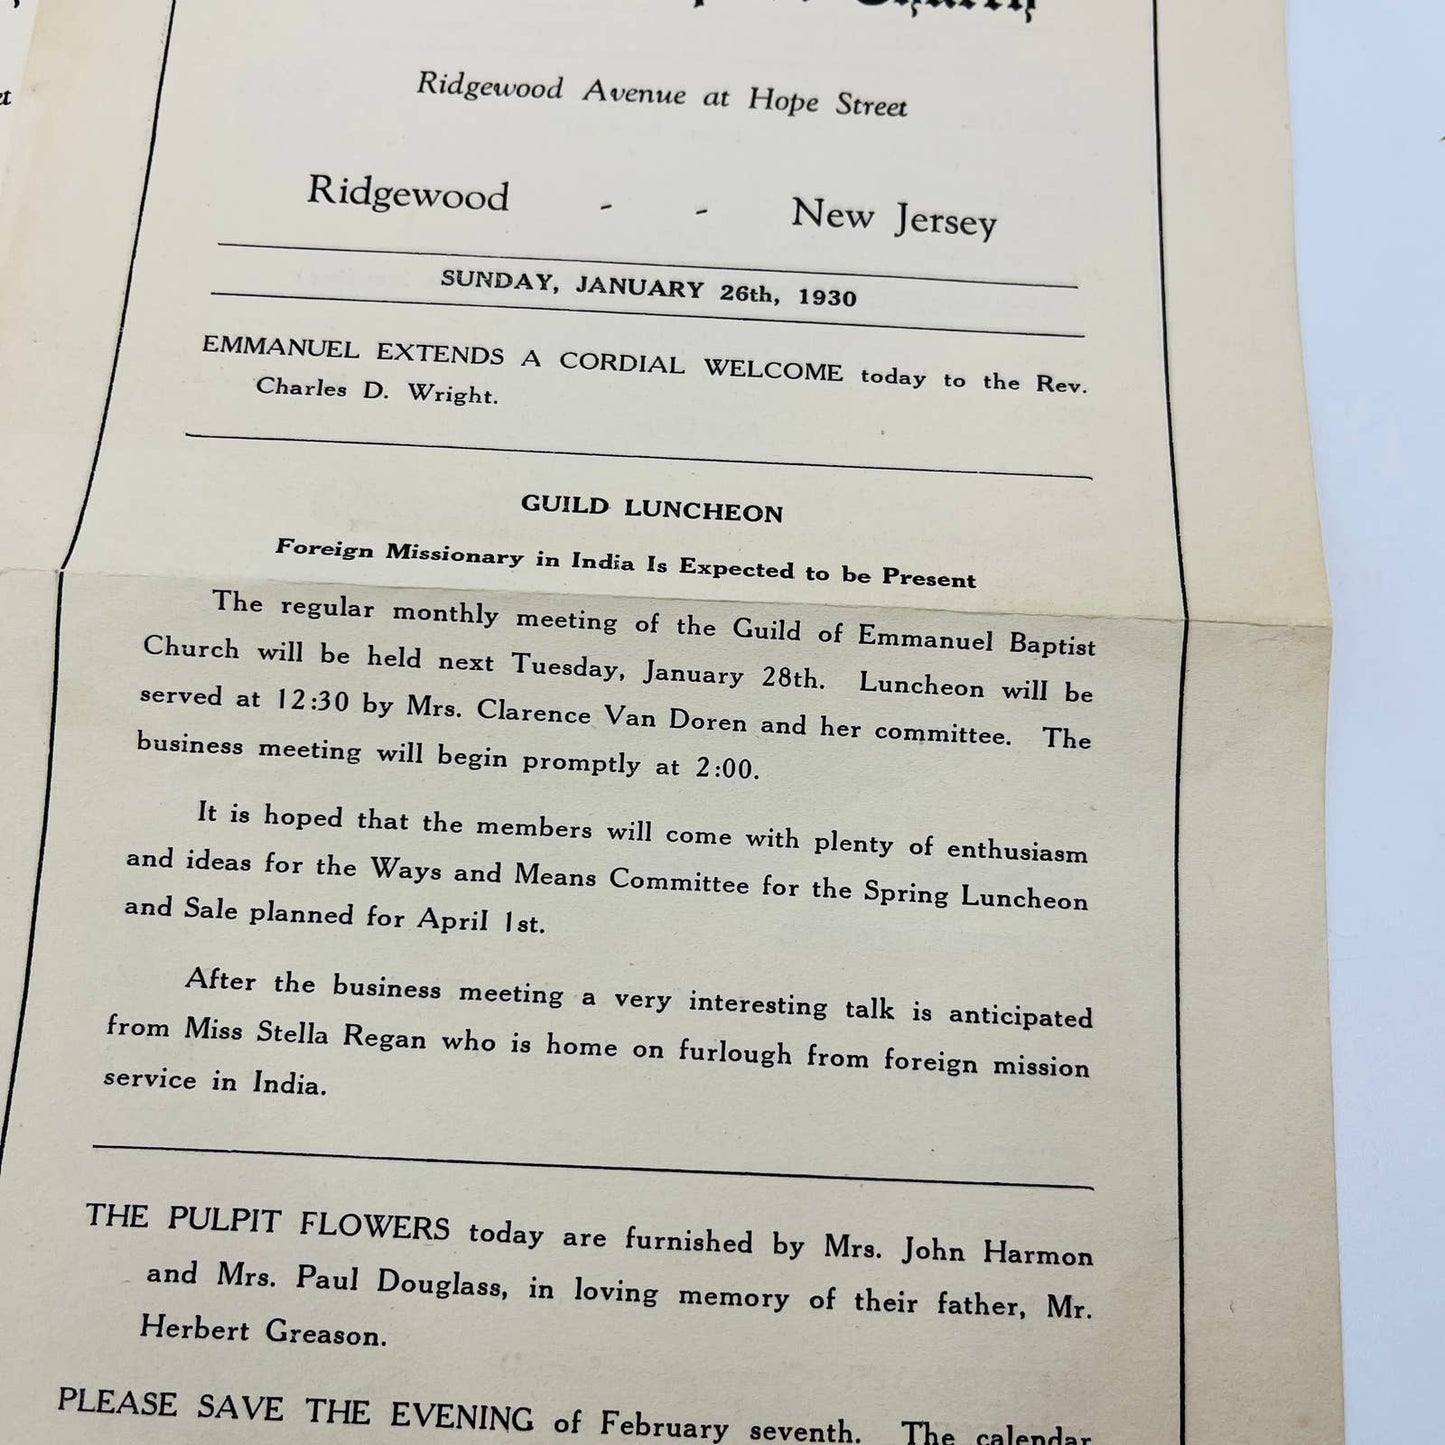 Church
Ridgewood Avenue at Hope Street
Ridgewood - - New Jersey
SUNDAY, JANUARY 26th, 1930
EMMANUEL EXTENDS A CORDIAL WELCOME today to the Rev.
Charles D. Wright.
GUILD LUNCHEON
Foreign Missionary in India Is Expected to be Present
The regular monthly meeting of the Guild of Emmanuel Baptist
Church will be held next Tuesday, January 28th. Luncheon will be
served at 12:30 by Mrs. Clarence Van Doren and her committee. The
business meeting will begin promptly at 2:00.
It is hoped that the members will come with plenty of enthusiasm
and ideas for the Ways and Means Committee for the Spring Luncheon
and Sale planned for April 1st.
After the business meeting a very interesting talk is anticipated
from Miss Stella Regan who is home on furlough from foreign mission
service in India.
THE PULPIT FLOWERS today are furnished by Mrs. John Harmon
and Mrs. Paul Douglass, in loving memory of their father, Mr.
Herbert Greason.
PLEASE SAVE THE EVENING of February seventh. The calendar